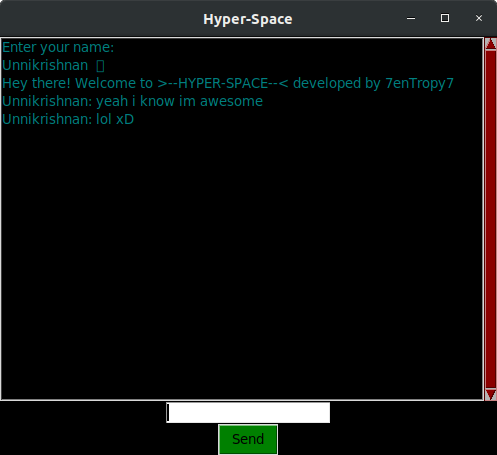 Hyper-Space
Enter your name:
Unnikrishnan
Hey there! Welcome to >--HYPER-SPACE--< developed by 7enTropy7
Unnikrishnan: yeah i know im awesome
Unnikrishnan: lol xD
Send